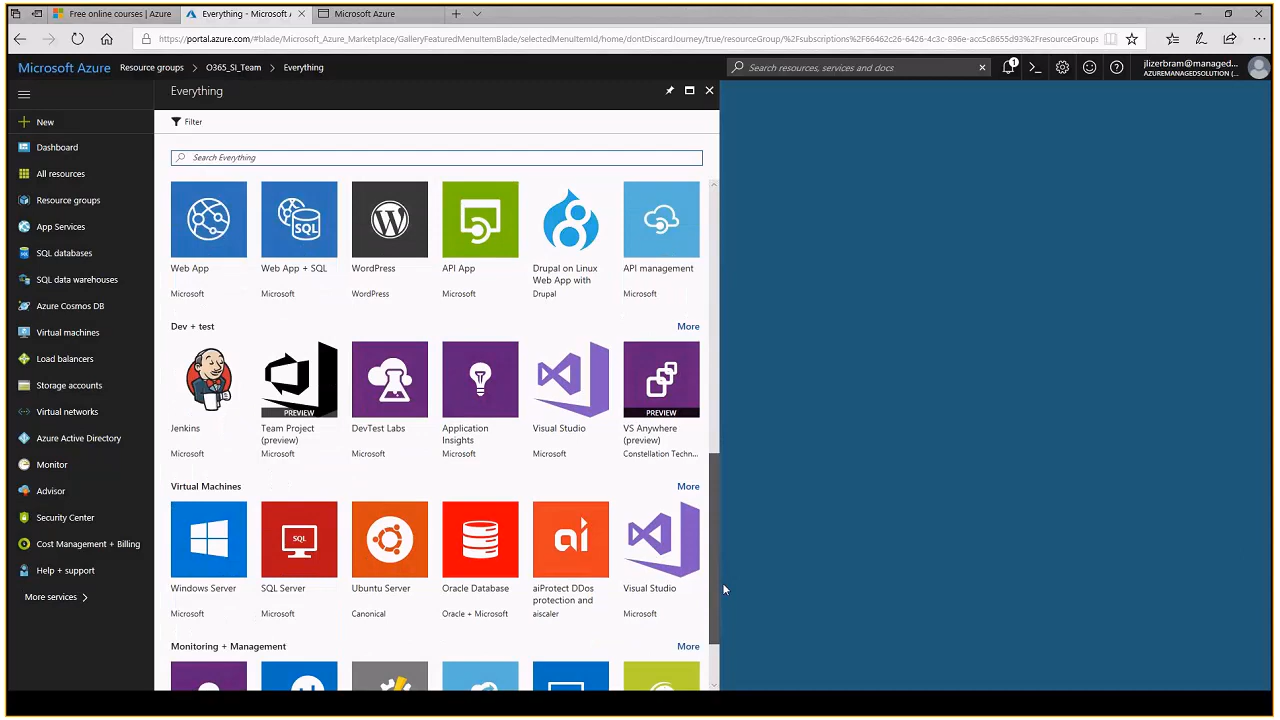 Free online courses | Azure
Everything - Microsoft A
Microsoft Azure
https://portal.azure.com/#blade/Microsoft_Azure_Marketplace/GalleryFeaturedMenuItemBlade/selectedMenuItemId/home/dontDiscardJourney/true/resourceGroup/%2Fsubscriptions%2F66462c26-6426-4c3c-896e-acc5c8655d93%2FresourceGroups
Microsoft Azure
Resource groups > O365_SI_Team > Everything
Search resources, services and docs
1
jlizerbram@managed...
AZUREMANAGEDSOLUTION (...
Everything
Filter
Search Everything
New
Dashboard
All resources
Resource groups
App Services
SQL databases
SQL data warehouses
Azure Cosmos DB
Virtual machines
Load balancers
Storage accounts
Virtual networks
Azure Active Directory
Monitor
Advisor
Security Center
Cost Management + Billing
Help + support
More services >
SQL
Web App
Microsoft
Web App + SQL
Microsoft
WordPress
WordPress
API App
Microsoft
Drupal on Linux
Web App with
Drupal
API management
Microsoft
Dev + test
More
PREVIEW
PREVIEW
Jenkins
Microsoft
Team Project
(preview)
Microsoft
DevTest Labs
Microsoft
Application
Insights
Microsoft
Visual Studio
Microsoft
VS Anywhere
(preview)
Constellation Techn...
Virtual Machines
More
SQL
ai
Windows Server
Microsoft
SQL Server
Microsoft
Ubuntu Server
Canonical
Oracle Database
Oracle + Microsoft
aiProtect DDos
protection and
aiscaler
Visual Studio
Microsoft
Monitoring + Management
More